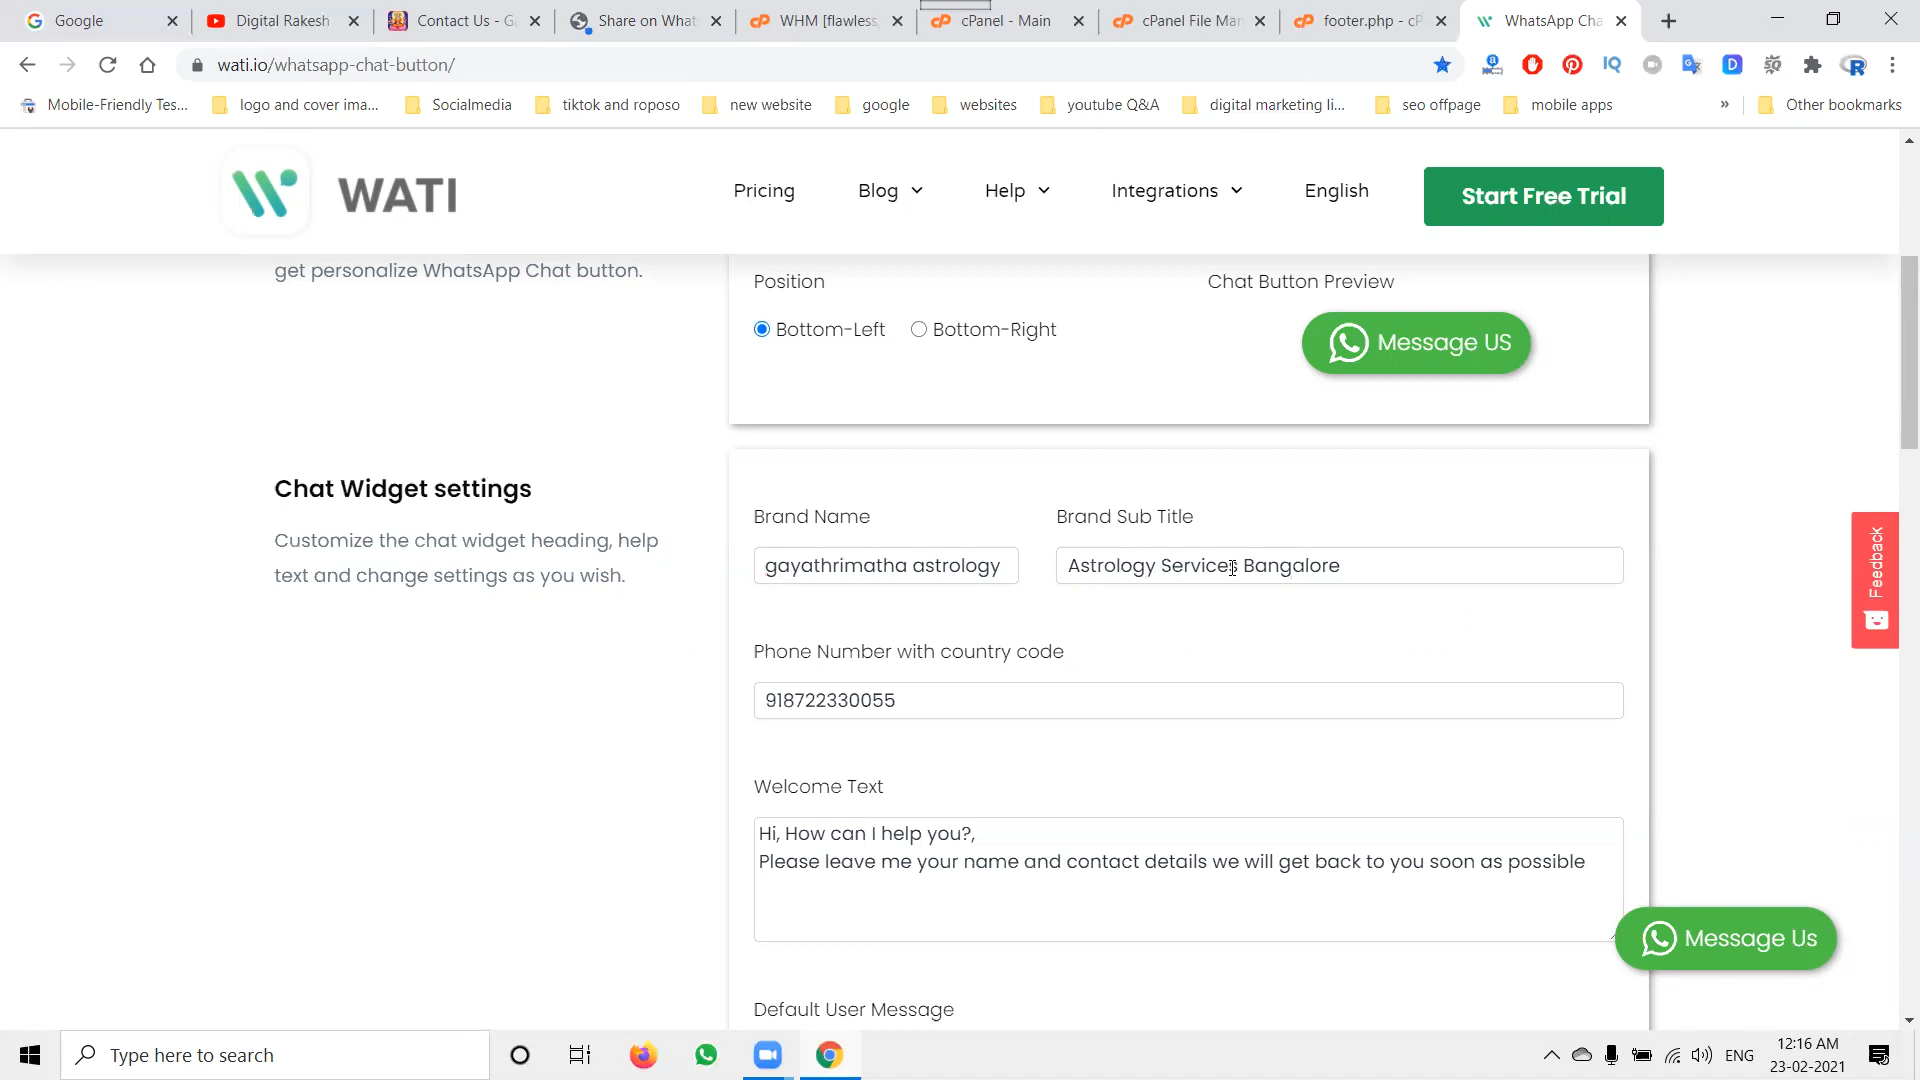 Google
Digital Rakesh
Contact Us - G
Share on What
WHM [flawless
cPanel - Main
cPanel File Man
footer.php - cP
WhatsApp Cha
wati.io/whatsapp-chat-button/
Mobile-Friendly Tes...
logo and cover ima...
Socialmedia
tiktok and roposo
new website
google
websites
youtube Q&A
digital marketing li...
seo offpage
mobile apps
»
Other bookmarks
WATI
Pricing
Blog
Help
Integrations
English
Start Free Trial
get personalize WhatsApp Chat button.
Position
Chat Button Preview
Bottom-Left
Bottom-Right
Message US
Chat Widget settings
Customize the chat widget heading, help
text and change settings as you wish.
Brand Name
Brand Sub Title
gayathrimatha astrology
Astrology Services Bangalore
Phone Number with country code
918722330055
Welcome Text
Hi, How can I help you?,
Please leave me your name and contact details we will get back to you soon as possible
Default User Message
Feedback
Message Us
Type here to search
ENG
12:16 AM
23-02-2021